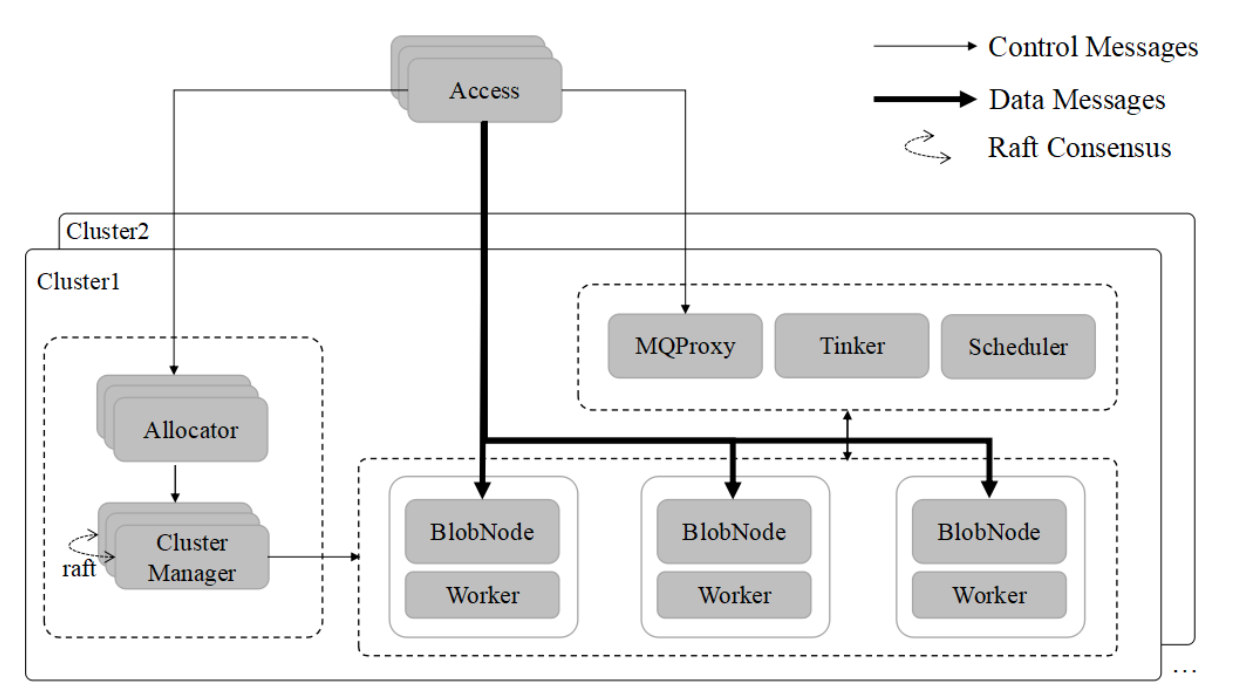 Access
Control Messages
Data Messages
Raft Consensus
Cluster2
Cluster1
MQProxy
Tinker
Scheduler
Allocator
Cluster
Manager
raft
BlobNode
Worker
BlobNode
Worker
BlobNode
Worker
...